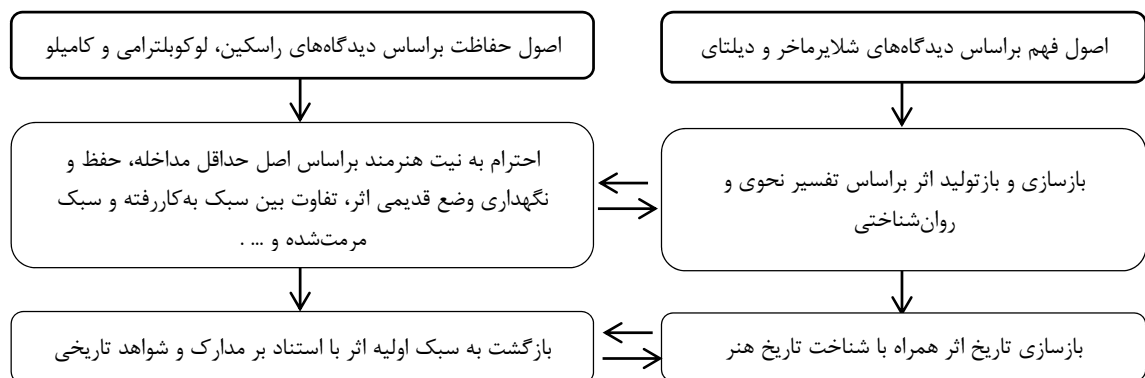 اصول فهم براساس دیدگاه‌های شلایرماخر و دیلتای
اصول حفاظت براساس دیدگاه‌های راسکین، لوکوبلترامی و کامیلو
بازسازی و بازتولید اثر براساس تفسیر نحوی و
روان‌شناختی
احترام به نیت هنرمند براساس اصل حداقل مداخله، حفظ و
نگهداری وضع قدیمی اثر، تفاوت بین سبک به‌کاررفته و سبک
مرمت‌شده و ... .
بازسازی تاریخ اثر همراه با شناخت تاریخ هنر
بازگشت به سبک اولیه اثر با استناد بر مدارک و شواهد تاریخی